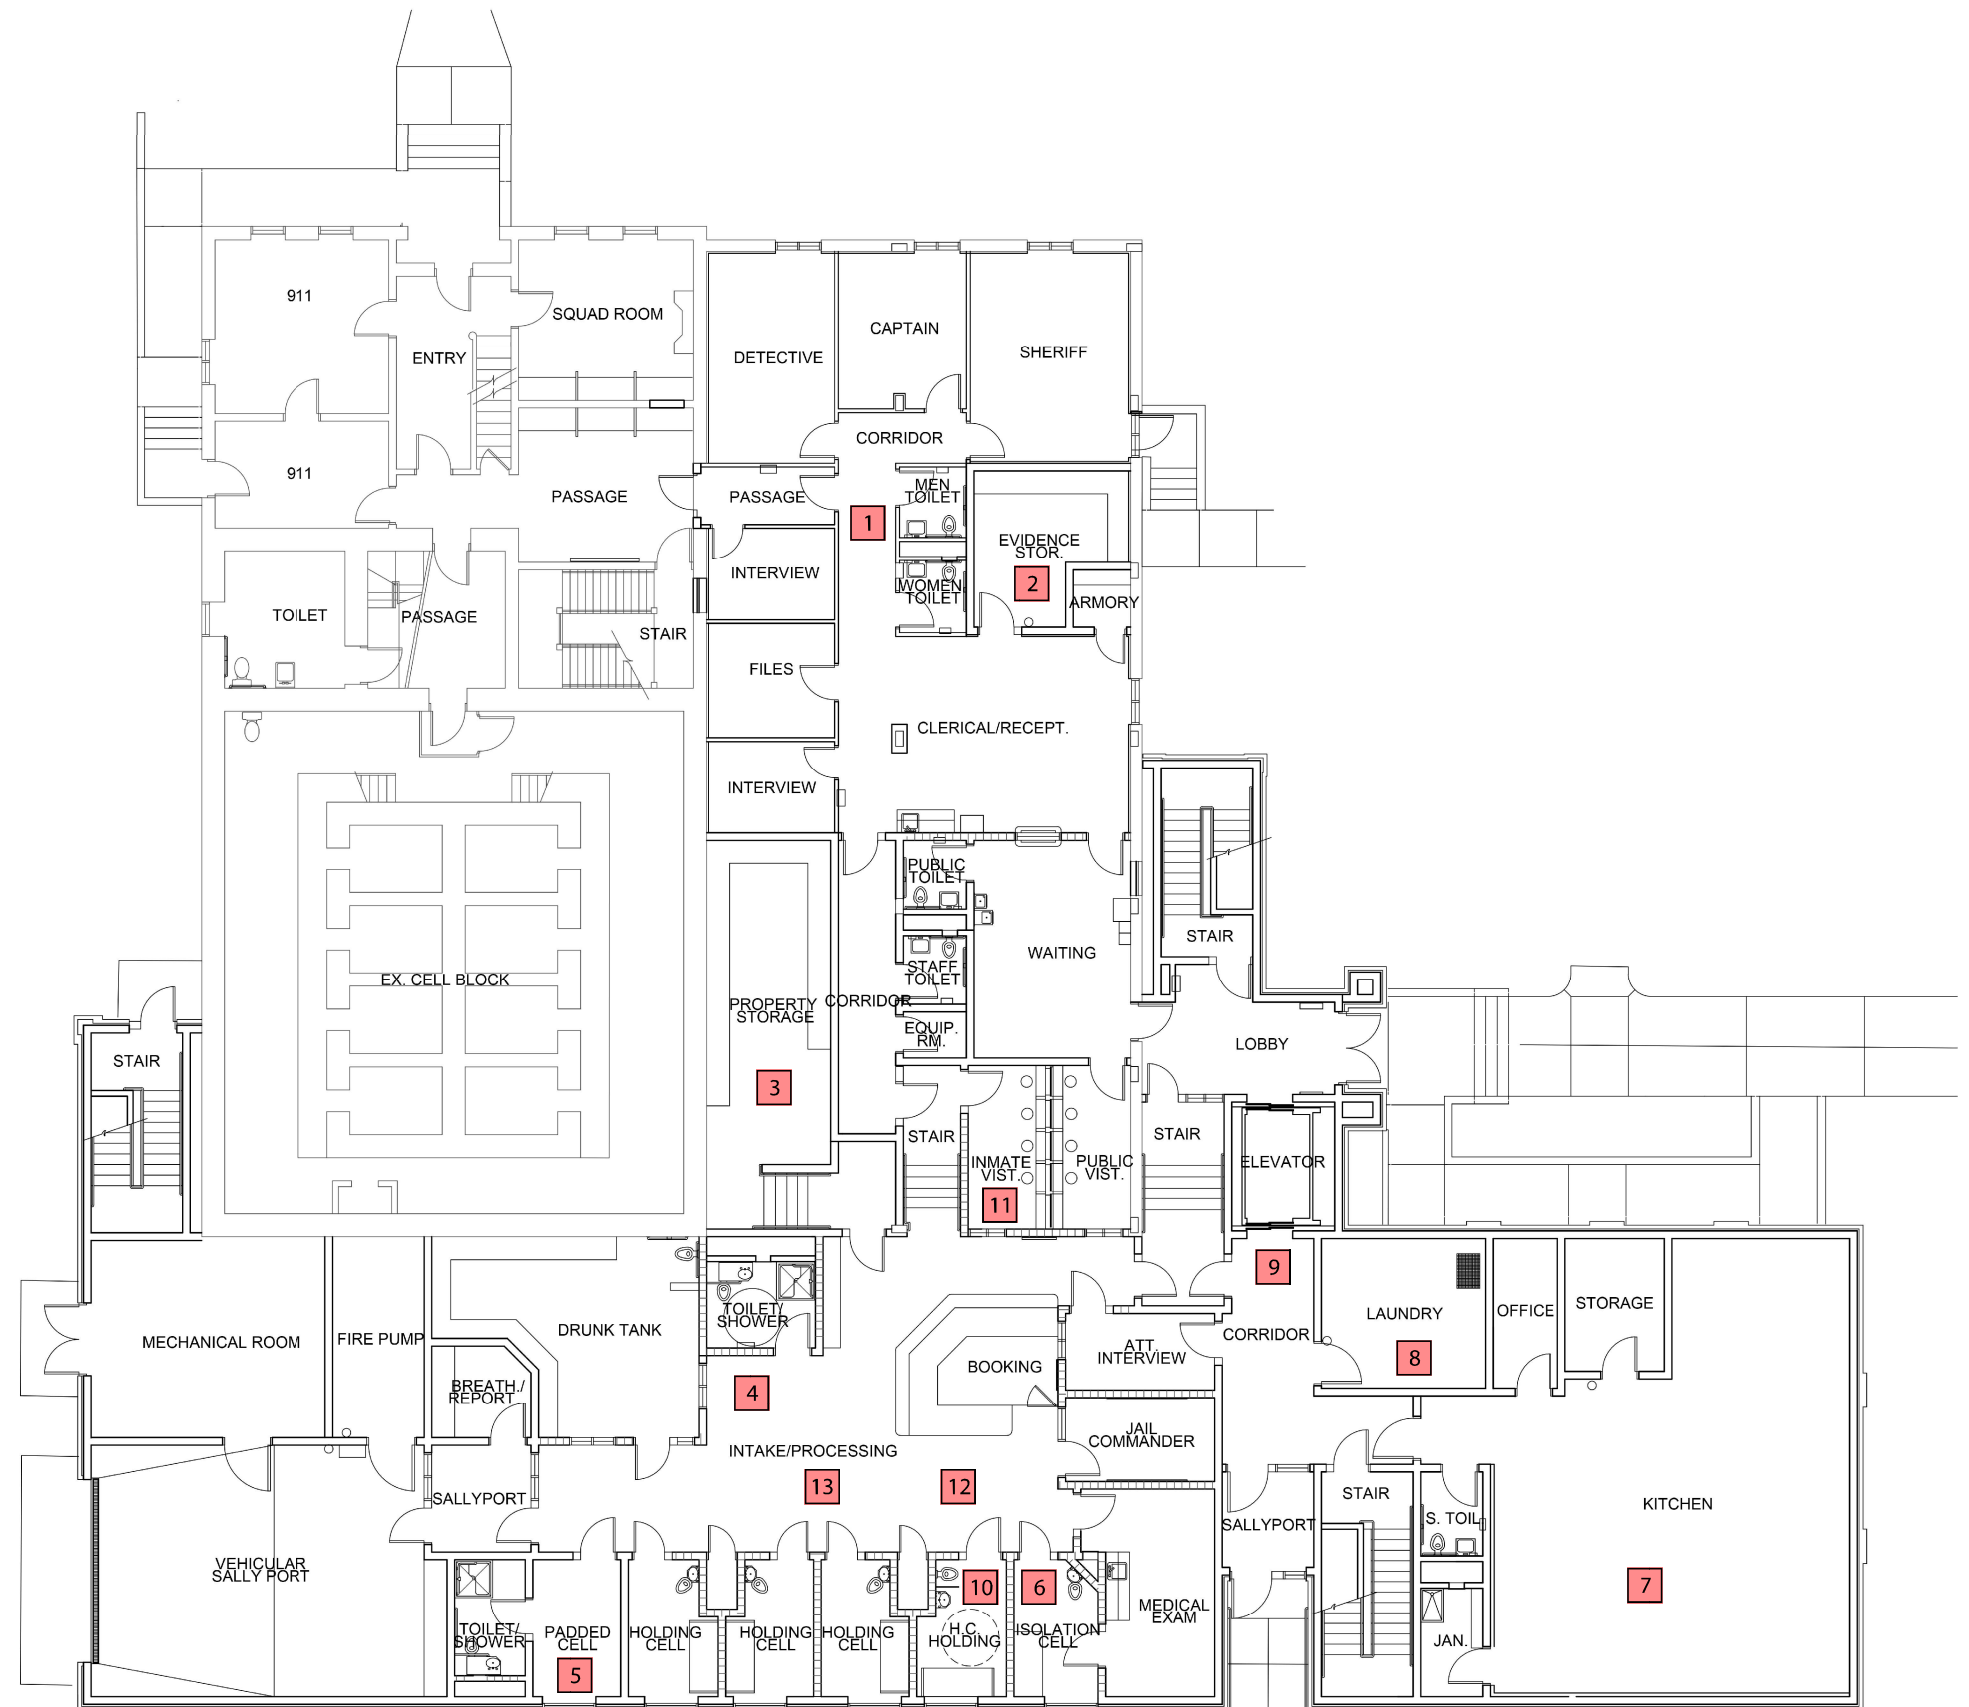 911
SQUAD ROOM
ENTRY
DETECTIVE
CAPTAIN
SHERIFF
CORRIDOR
911
PASSAGE
PASSAGE
1
MEN
TOILET
EVIDENCE
STOR.
2
INTERVIEW
WOMEN
TOILET
ARMORY
TOILET
PASSAGE
STAIR
FILES
CLERICAL/RECEPT.
INTERVIEW
PUBLIC
TOILET
STAIR
WAITING
EX. CELL BLOCK
STAFF
TOILET
PROPERTY
STORAGE
CORRIDOR
EQUIP.
RM.
LOBBY
STAIR
3
STAIR
INMATE
VIST.
11
PUBLIC
VIST.
STAIR
ELEVATOR
9
MECHANICAL ROOM
FIRE PUMP
DRUNK TANK
TOILET/
SHOWER
BOOKING
ATT.
INTERVIEW
CORRIDOR
LAUNDRY
8
OFFICE
STORAGE
BREATH./
REPORT
4
INTAKE/PROCESSING
13
12
JAIL
COMMANDER
SALLYPORT
STAIR
S. TOIL.
KITCHEN
SALLYPORT
VEHICULAR
SALLY PORT
7
10
6
TOILET/
SHOWER
PADDED
CELL
5
HOLDING
CELL
HOLDING
CELL
HOLDING
CELL
H.C.
HOLDING
ISOLATION
CELL
MEDICAL
EXAM
JAN.